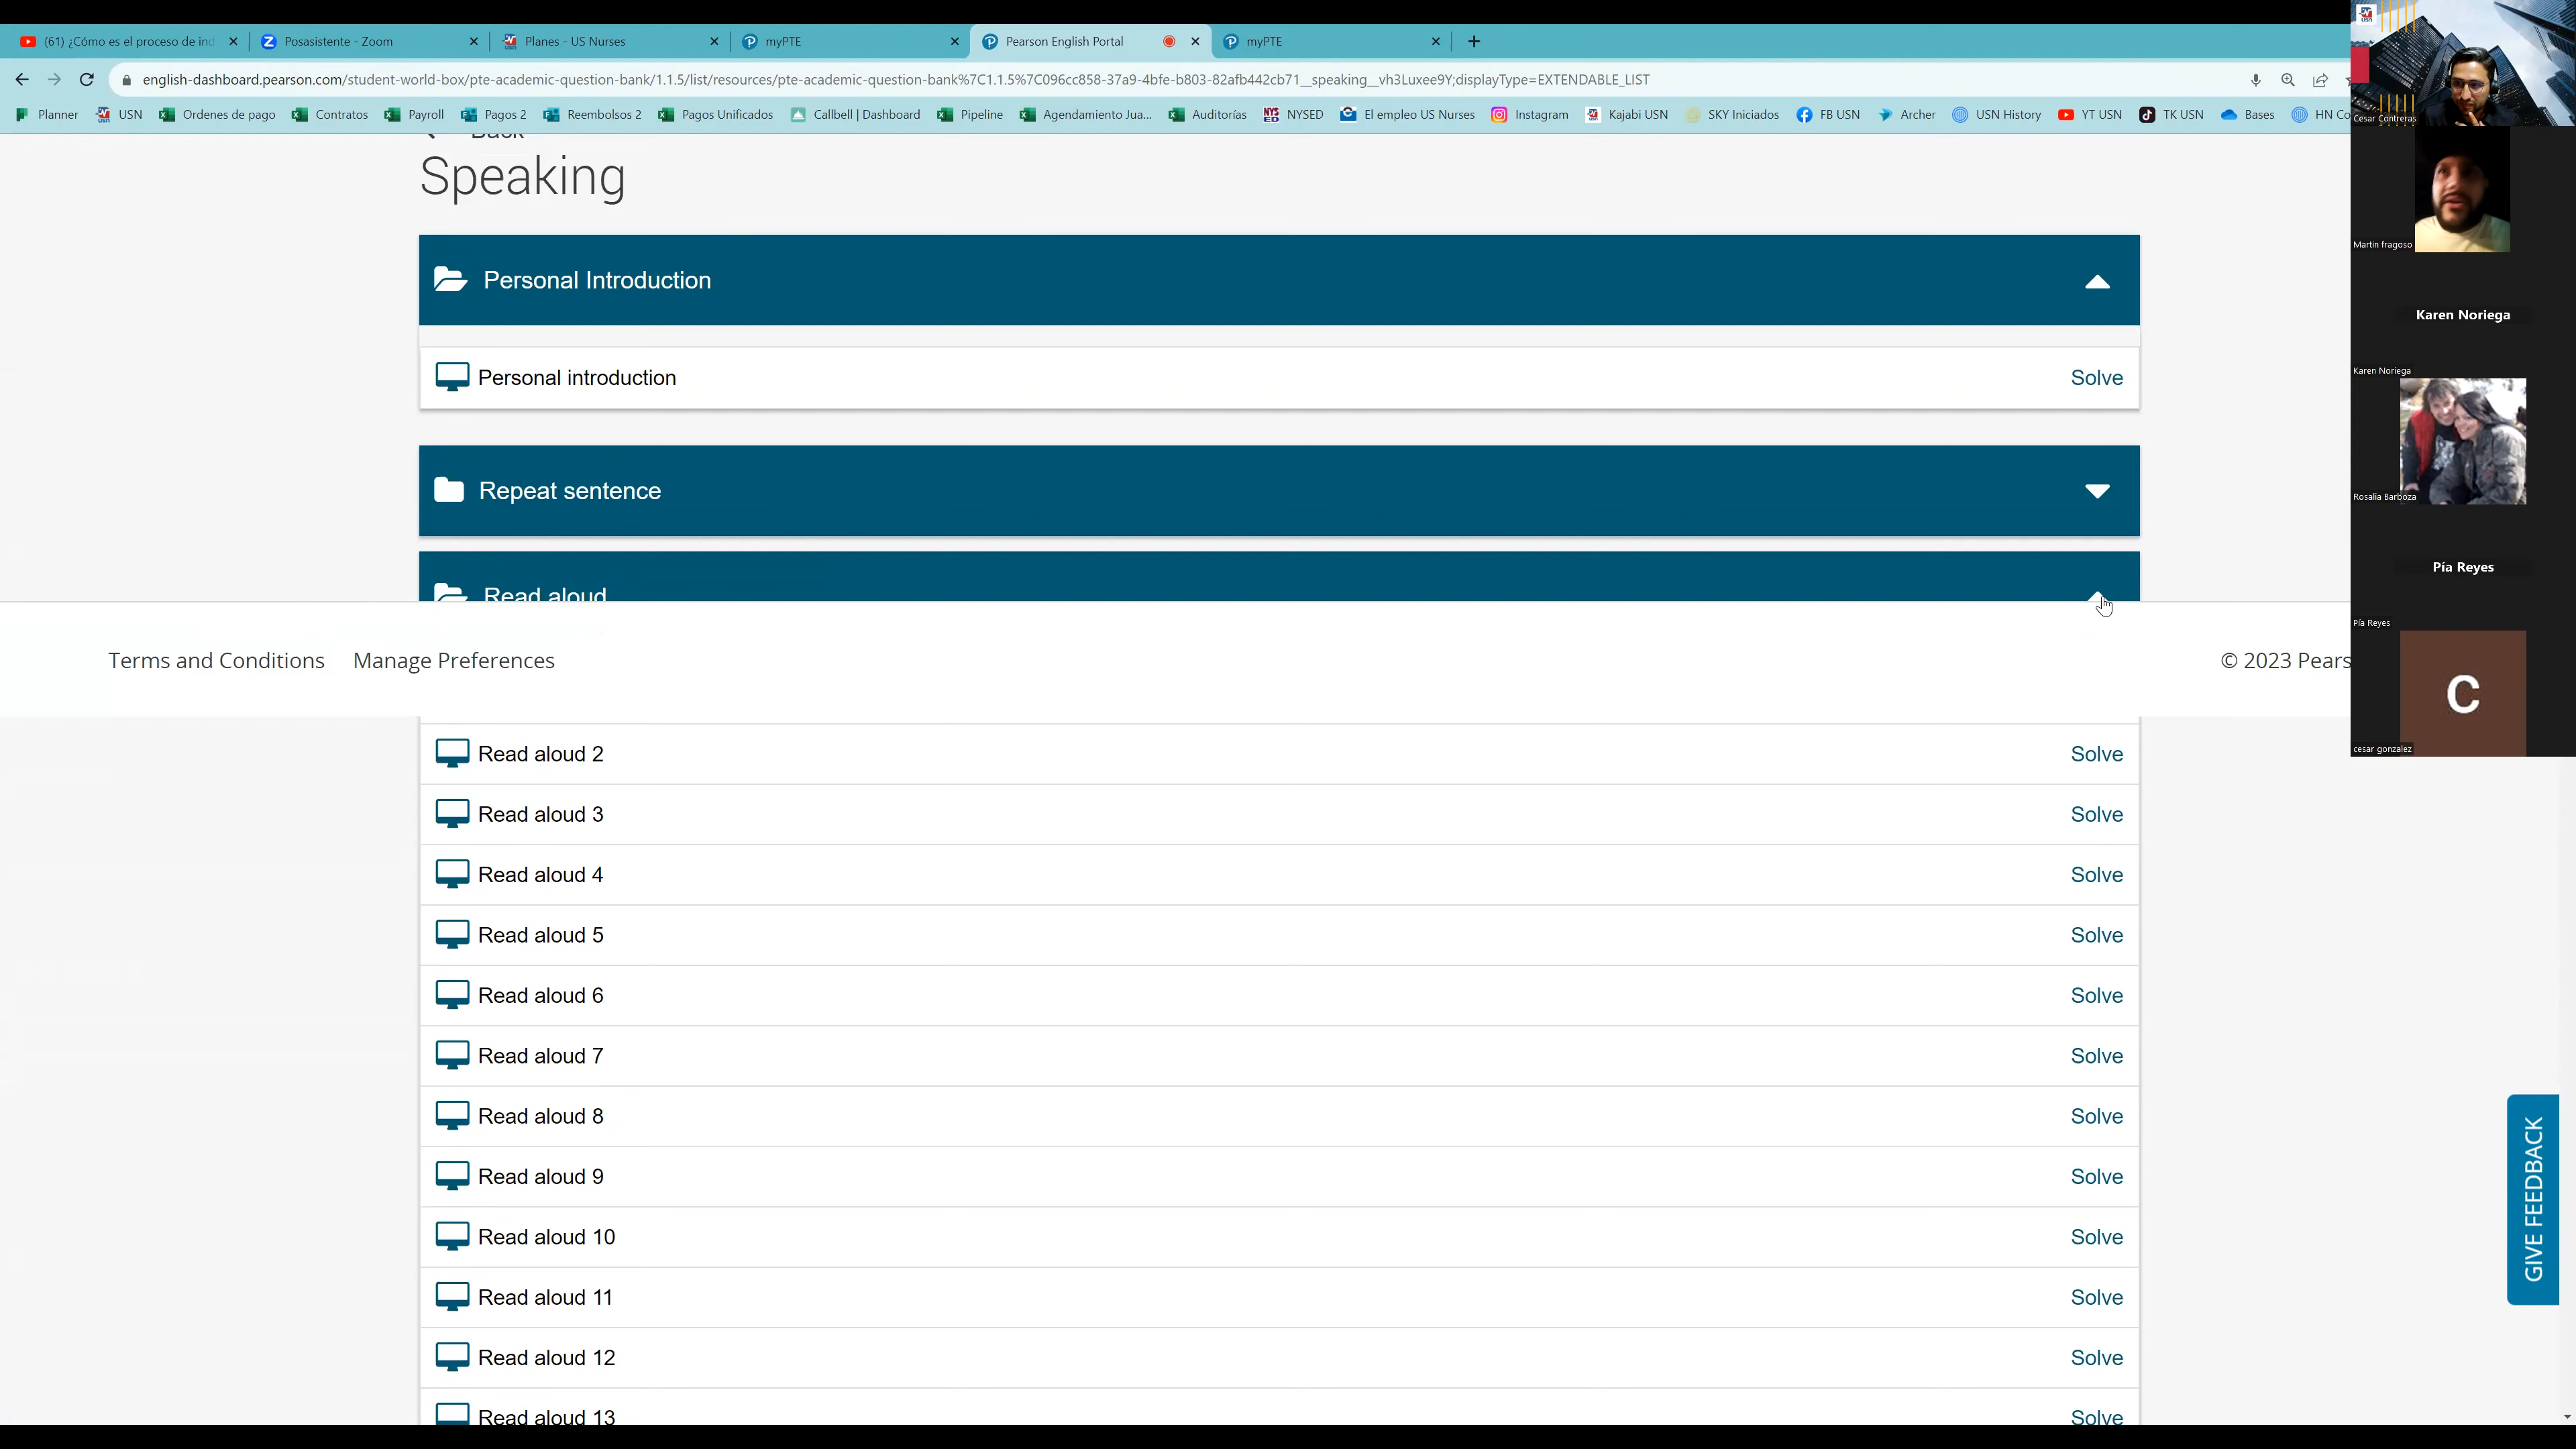 (61) ¿Cómo es el proceso de ind
Posasistente - Zoom
Planes - US Nurses
myPTE
Pearson English Portal
myPTE
english-dashboard.pearson.com/student-world-box/pte-academic-question-bank/1.1.5/list/resources/pte-academic-question-bank%7C1.1.5%7C096cc858-37a9-4bfe-b803-82afb442cb71__speaking__vh3Luxee9Y;displayType=EXTENDABLE_LIST
Planner
USN
Ordenes de pago
Contratos
Payroll
Pagos 2
Reembolsos 2
Pagos Unificados
Callbell | Dashboard
Pipeline
Agendamiento Jua...
Auditorías
NYSED
El empleo US Nurses
Instagram
Kajabi USN
SKY Iniciados
FB USN
Archer
USN History
YT USN
TK USN
Bases
HN Co
Cesar Contreras
Back
Speaking
Martin fragoso
Personal Introduction
Karen Noriega
Karen Noriega
Personal introduction
Solve
Repeat sentence
Rosalia Barboza
Pía Reyes
Pía Reyes
Read aloud
Terms and Conditions
Manage Preferences
© 2023 Pears
C
cesar gonzalez
Read aloud 2
Solve
Read aloud 3
Solve
Read aloud 4
Solve
Read aloud 5
Solve
Read aloud 6
Solve
Read aloud 7
Solve
Read aloud 8
Solve
Read aloud 9
Solve
Read aloud 10
Solve
Read aloud 11
Solve
Read aloud 12
Solve
Read aloud 13
Solve
GIVE FEEDBACK